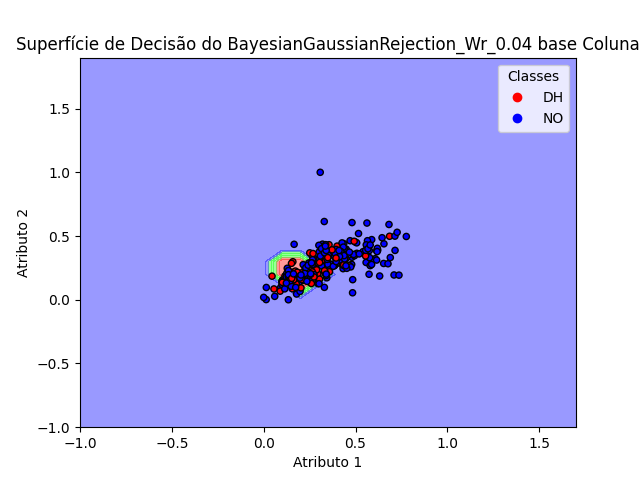 Superfície de Decisão do BayesianGaussianRejection_Wr_0.04 base Coluna
Classes
DH
NO
1.5
1.0
0.5
0.0
−0.5
−1.0
Atributo 2
−1.0 −0.5 0.0 0.5 1.0 1.5
Atributo 1